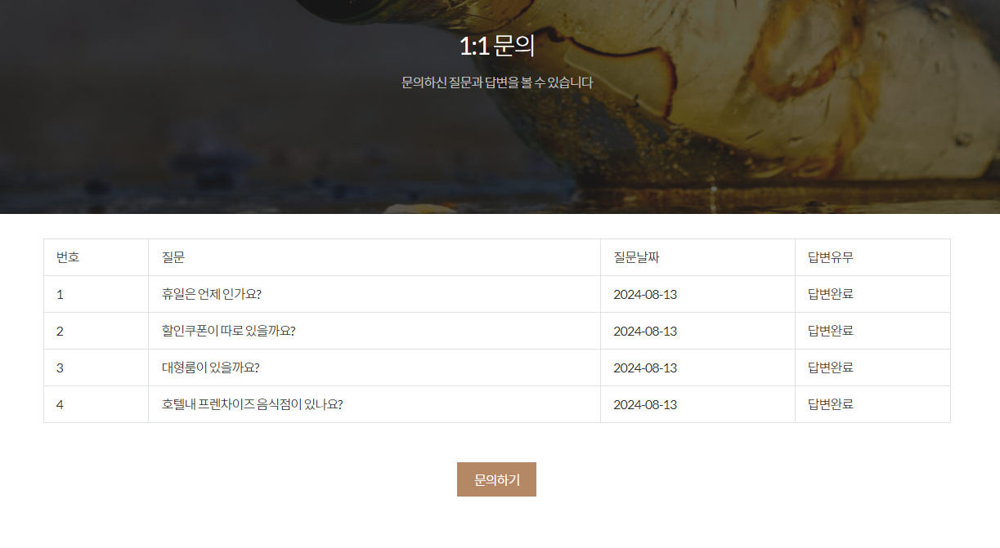 1:1 문의
문의하신 질문과 답변을 볼 수 있습니다
번호 질문 질문날짜 답변유무
1 휴일은 언제 인가요? 2024-08-13 답변완료
2 할인쿠폰이 따로 있을까요? 2024-08-13 답변완료
3 대형룸이 있을까요? 2024-08-13 답변완료
4 호텔내 프렌차이즈 음식점이 있나요? 2024-08-13 답변완료
문의하기